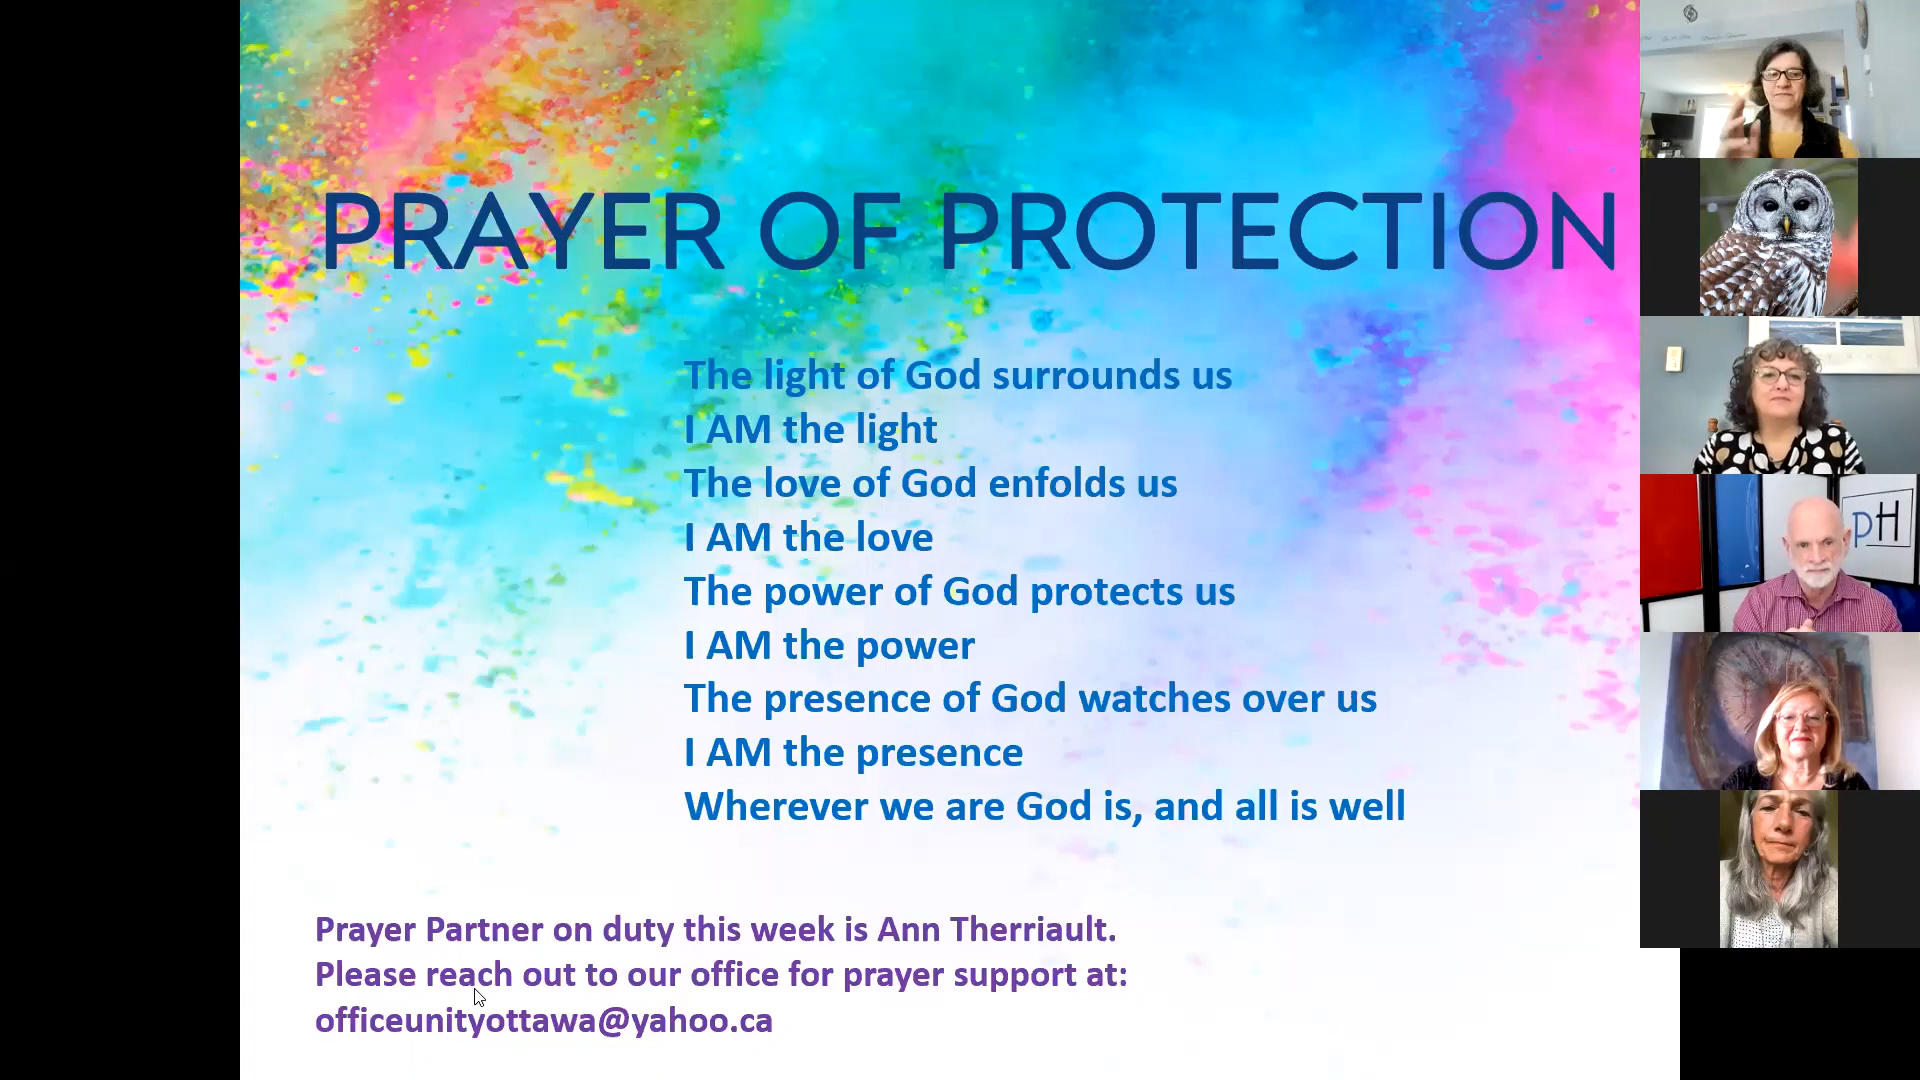 PRAYER OF PROTECTION
The light of God surrounds us
I AM the light
The love of God enfolds us
I AM the love
The power of God protects us
I AM the power
The presence of God watches over us
I AM the presence
Wherever we are God is, and all is well
Prayer Partner on duty this week is Ann Therriault.
Please reach out to our office for prayer support at:
officeunityottawa@yahoo.ca
pH